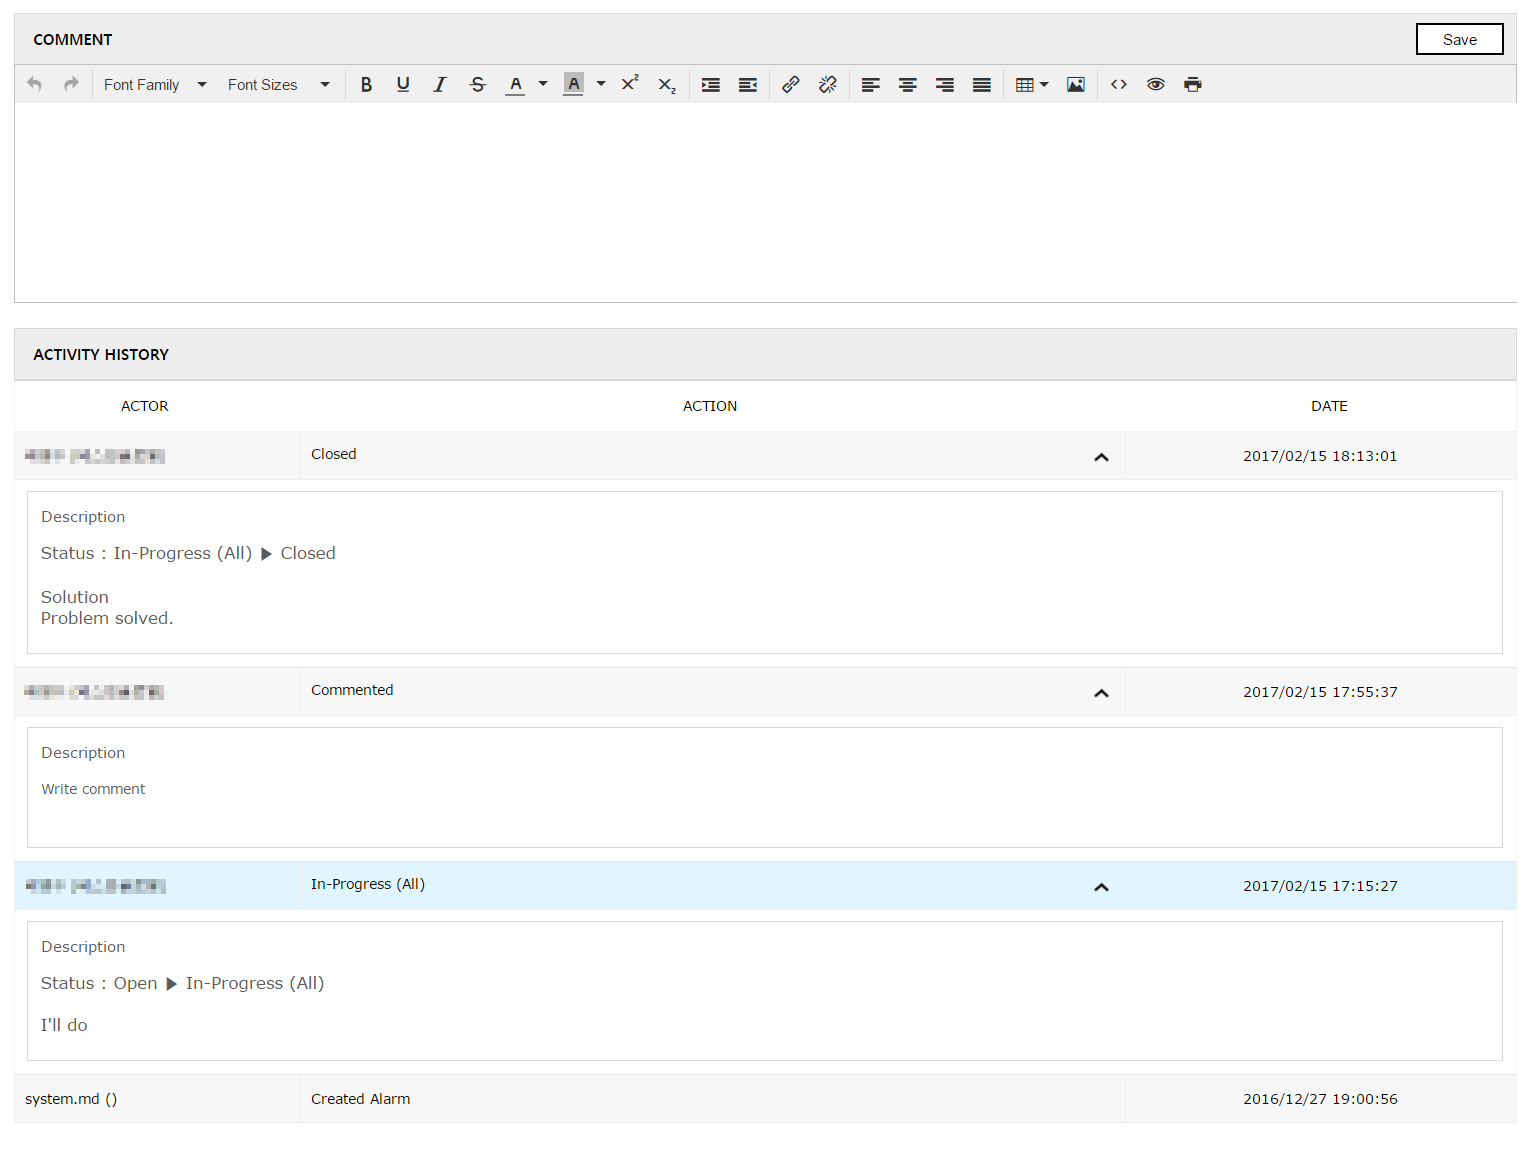 COMMENT
Save
Font Family Font Sizes B U I S A A X² X₂
ACTIVITY HISTORY
ACTOR ACTION DATE
Closed 2017/02/15 18:13:01
Description
Status : In-Progress (All) ▶ Closed
Solution
Problem solved.
Commented 2017/02/15 17:55:37
Description
Write comment
In-Progress (All) 2017/02/15 17:15:27
Description
Status : Open ▶ In-Progress (All)
I'll do
system.md () Created Alarm 2016/12/27 19:00:56